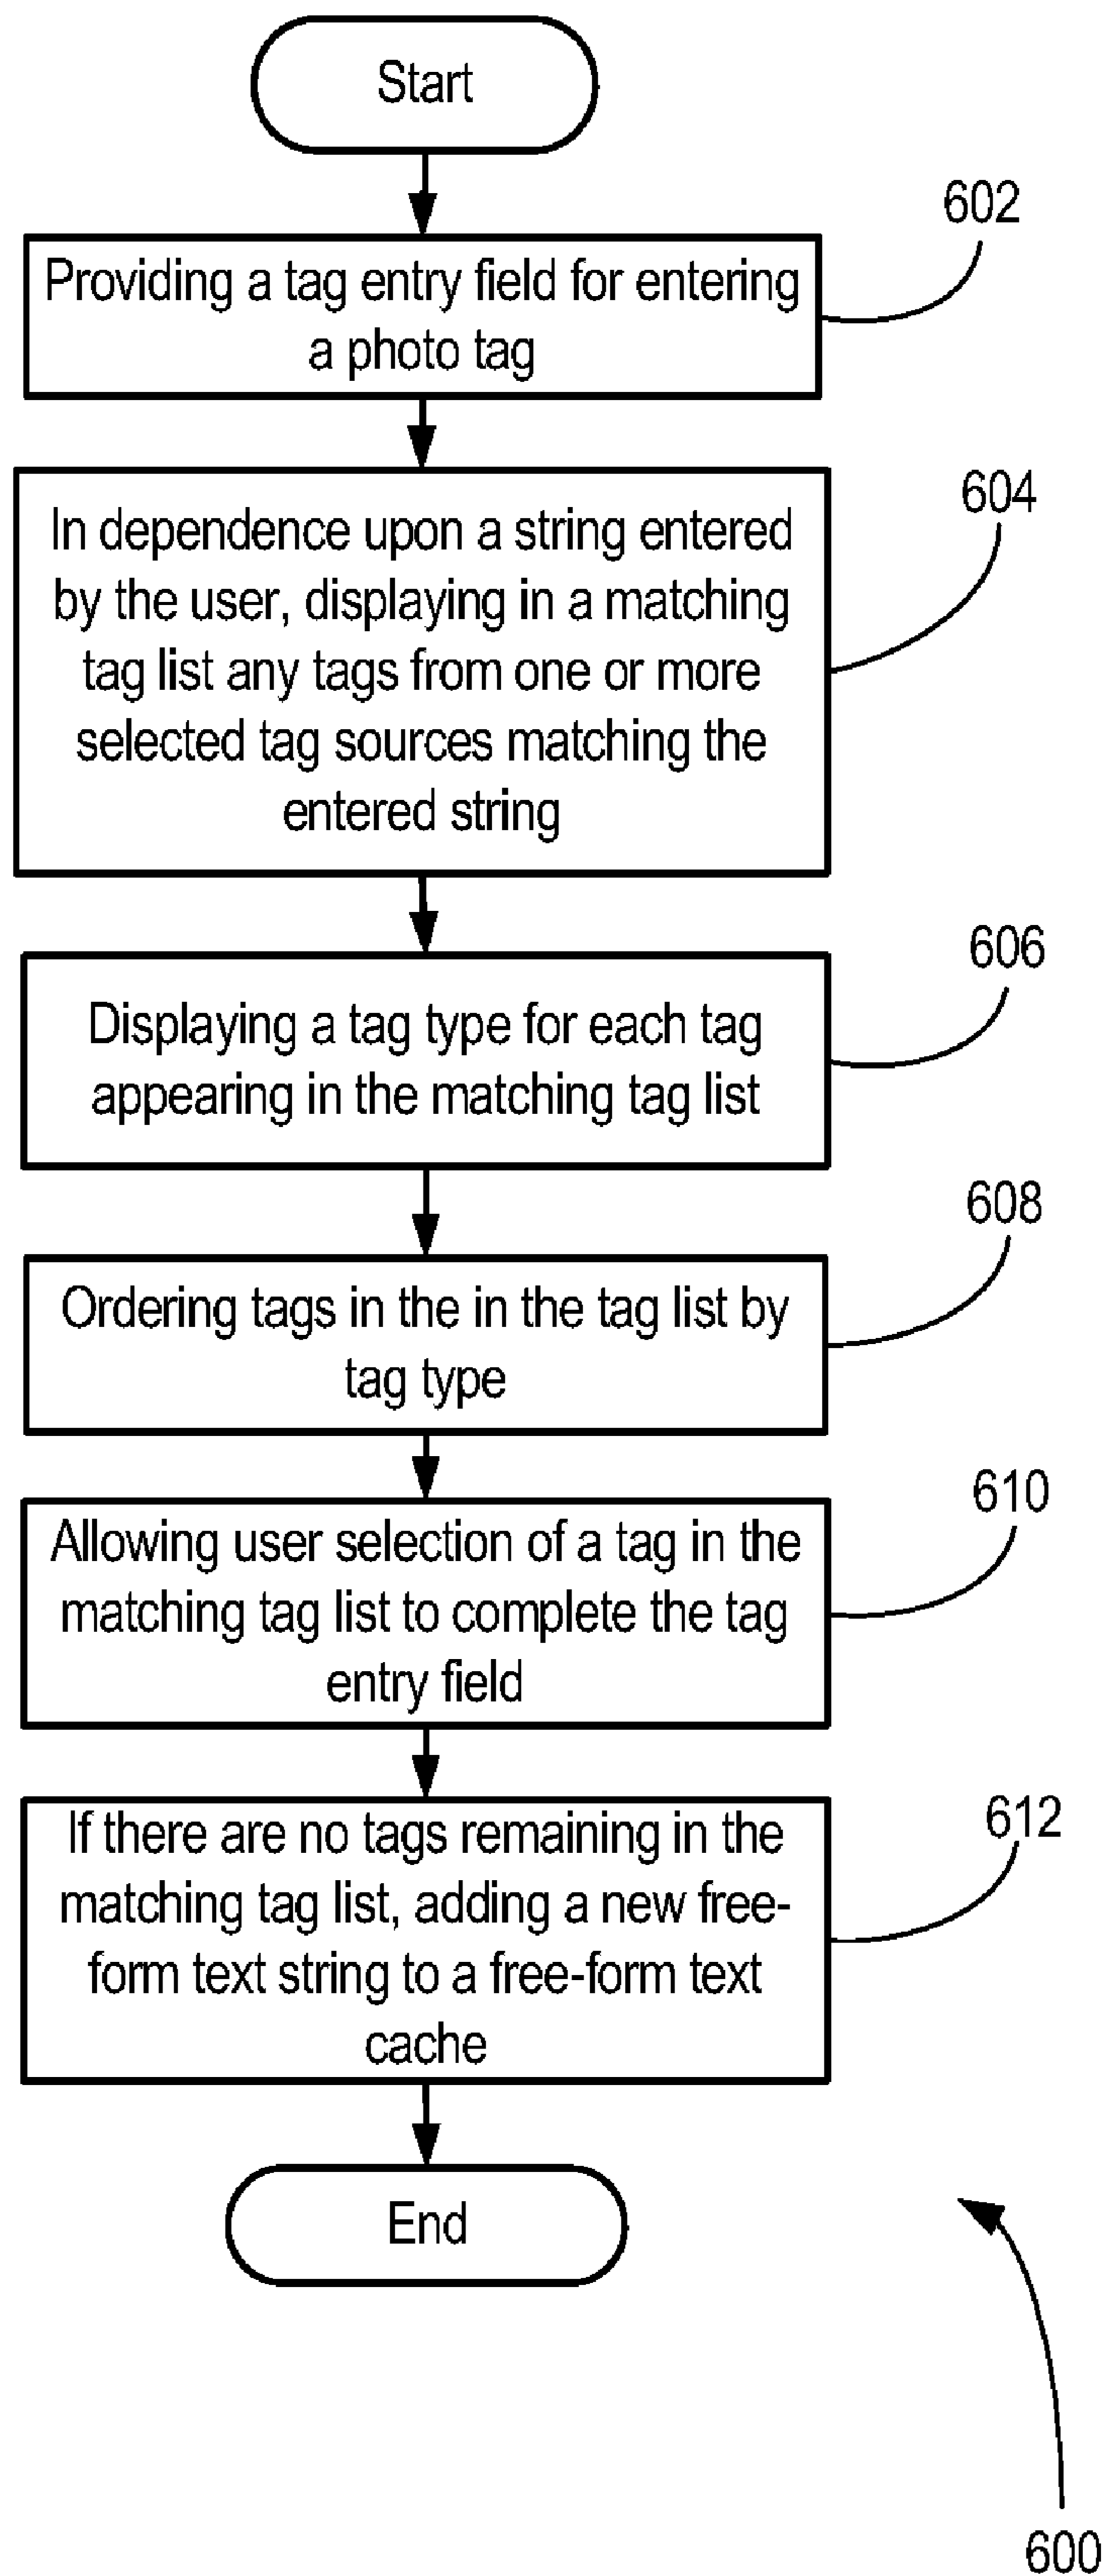 Start
602
Providing a tag entry field for entering
a photo tag
604
In dependence upon a string entered
by the user, displaying in a matching
tag list any tags from one or more
selected tag sources matching the
entered string
606
Displaying a tag type for each tag
appearing in the matching tag list
608
Ordering tags in the in the tag list by
tag type
610
Allowing user selection of a tag in the
matching tag list to complete the tag
entry field
612
If there are no tags remaining in the
matching tag list, adding a new free-
form text string to a free-form text
cache
End
600